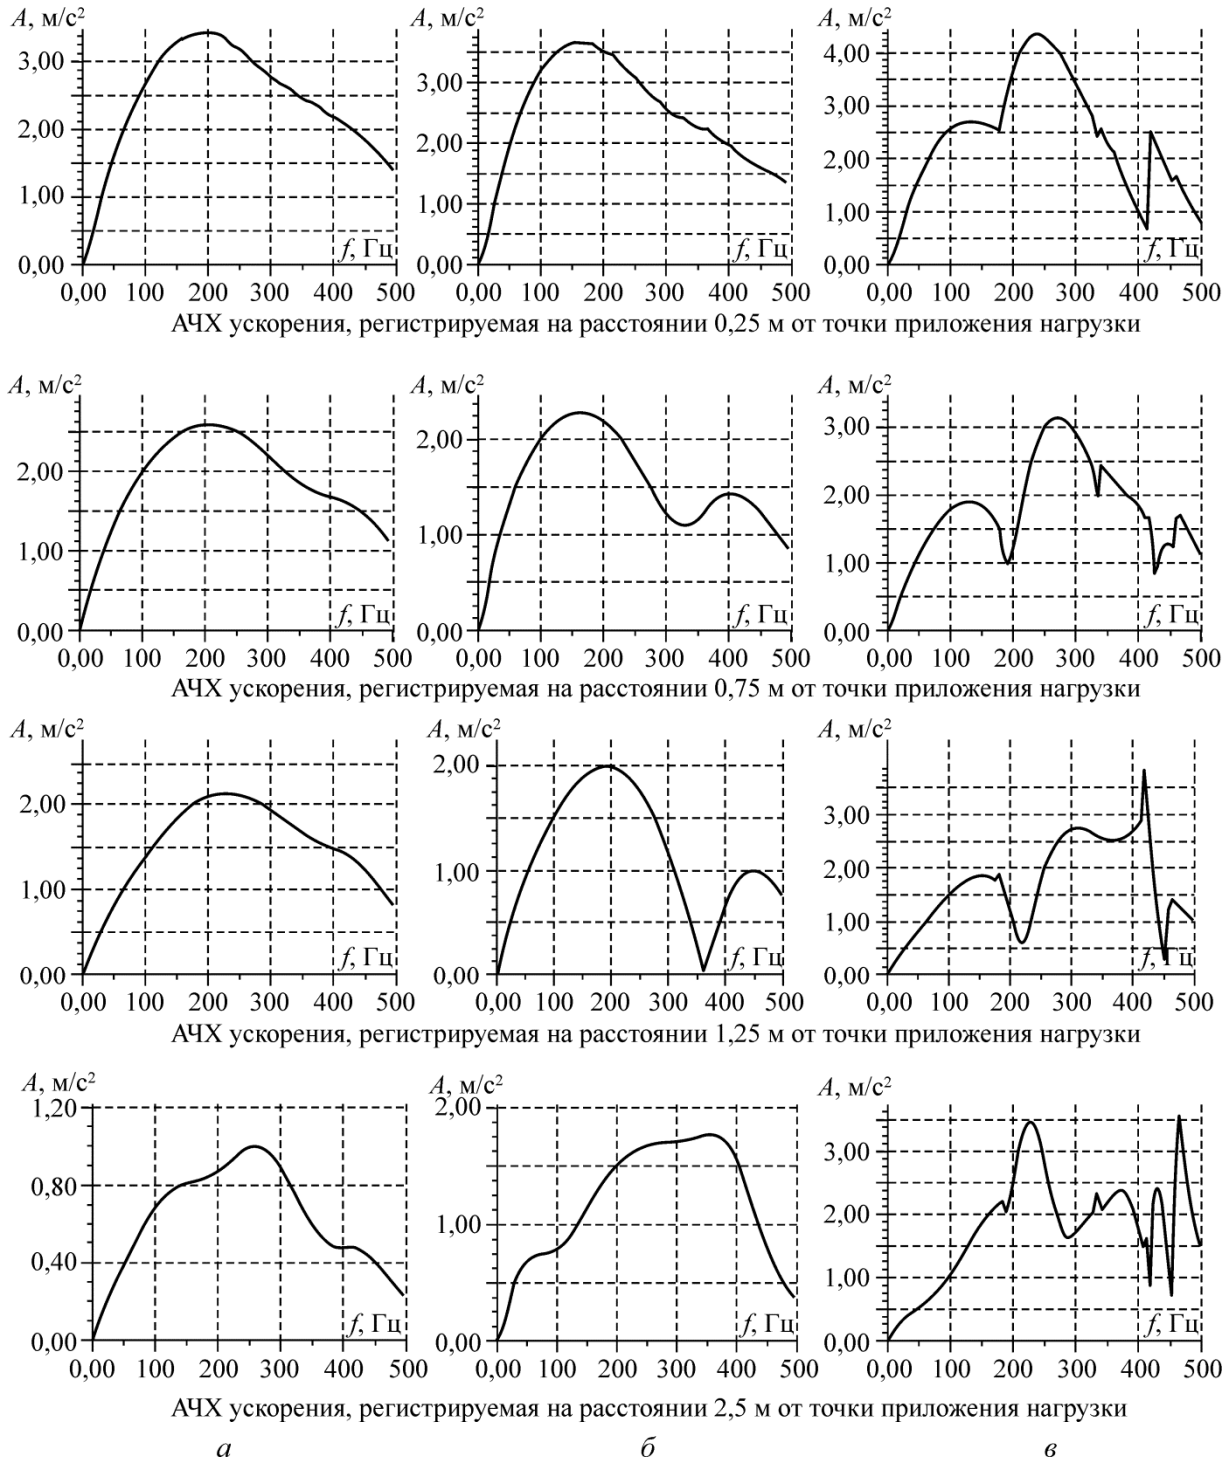 A, м/с² A, м/с² A, м/с²
3,00 3,00 4,00
2,00 2,00 3,00
1,00 1,00 2,00
0,00 0,00 1,00
0,00
f, Гц f, Гц f, Гц
0,00 100 200 300 400 500 0,00 100 200 300 400 500 0,00 100 200 300 400 500
АЧХ ускорения, регистрируемая на расстоянии 0,25 м от точки приложения нагрузки
A, м/с² A, м/с² A, м/с²
2,00 2,00 3,00
1,00 1,00 2,00
0,00 0,00 1,00
0,00
f, Гц f, Гц f, Гц
0,00 100 200 300 400 500 0,00 100 200 300 400 500 0,00 100 200 300 400 500
АЧХ ускорения, регистрируемая на расстоянии 0,75 м от точки приложения нагрузки
A, м/с² A, м/с² A, м/с²
2,00 2,00 3,00
1,00 1,00 2,00
0,00 0,00 1,00
0,00
f, Гц f, Гц f, Гц
0,00 100 200 300 400 500 0,00 100 200 300 400 500 0,00 100 200 300 400 500
АЧХ ускорения, регистрируемая на расстоянии 1,25 м от точки приложения нагрузки
A, м/с² A, м/с² A, м/с²
1,20 2,00 3,00
0,80 1,00 2,00
0,40 0,00 1,00
0,00 0,00
f, Гц f, Гц f, Гц
0,00 100 200 300 400 500 0,00 100 200 300 400 500 0,00 100 200 300 400 500
АЧХ ускорения, регистрируемая на расстоянии 2,5 м от точки приложения нагрузки
а б в